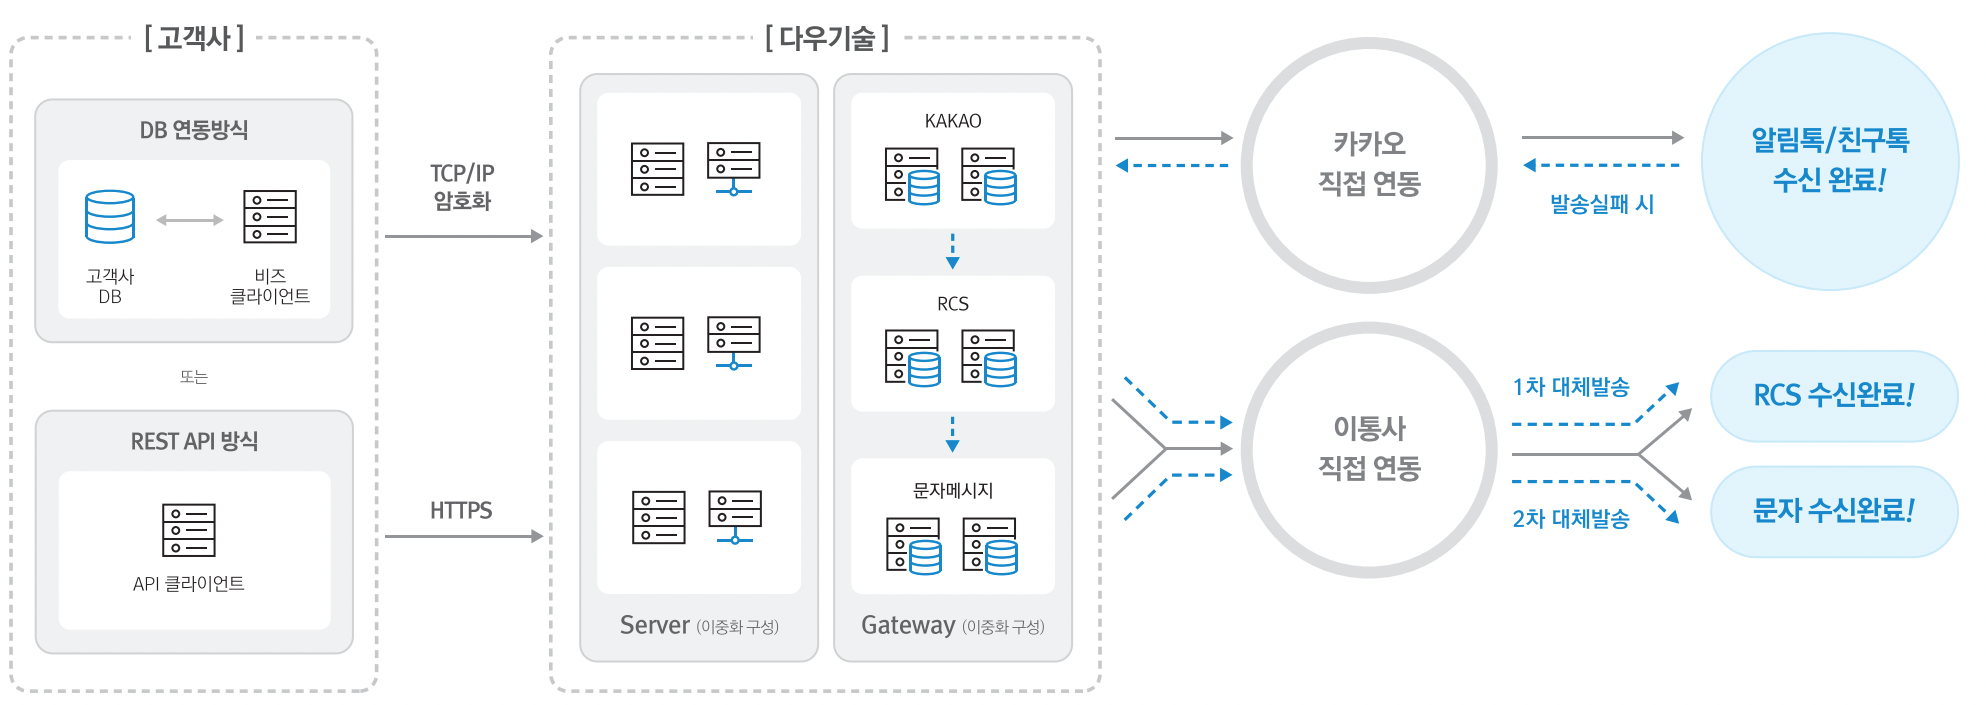 [ 고객사 ]
DB 연동방식
고객사
DB
비즈
클라이언트
또는
REST API 방식
API 클라이언트
TCP/IP
암호화
HTTPS
[ 다우기술 ]
Server (이중화 구성)
KAKAO
RCS
문자메시지
Gateway (이중화 구성)
카카오
직접 연동
발송실패 시
알림톡/친구톡
수신 완료!
이통사
직접 연동
1차 대체발송
2차 대체발송
RCS 수신완료!
문자 수신완료!